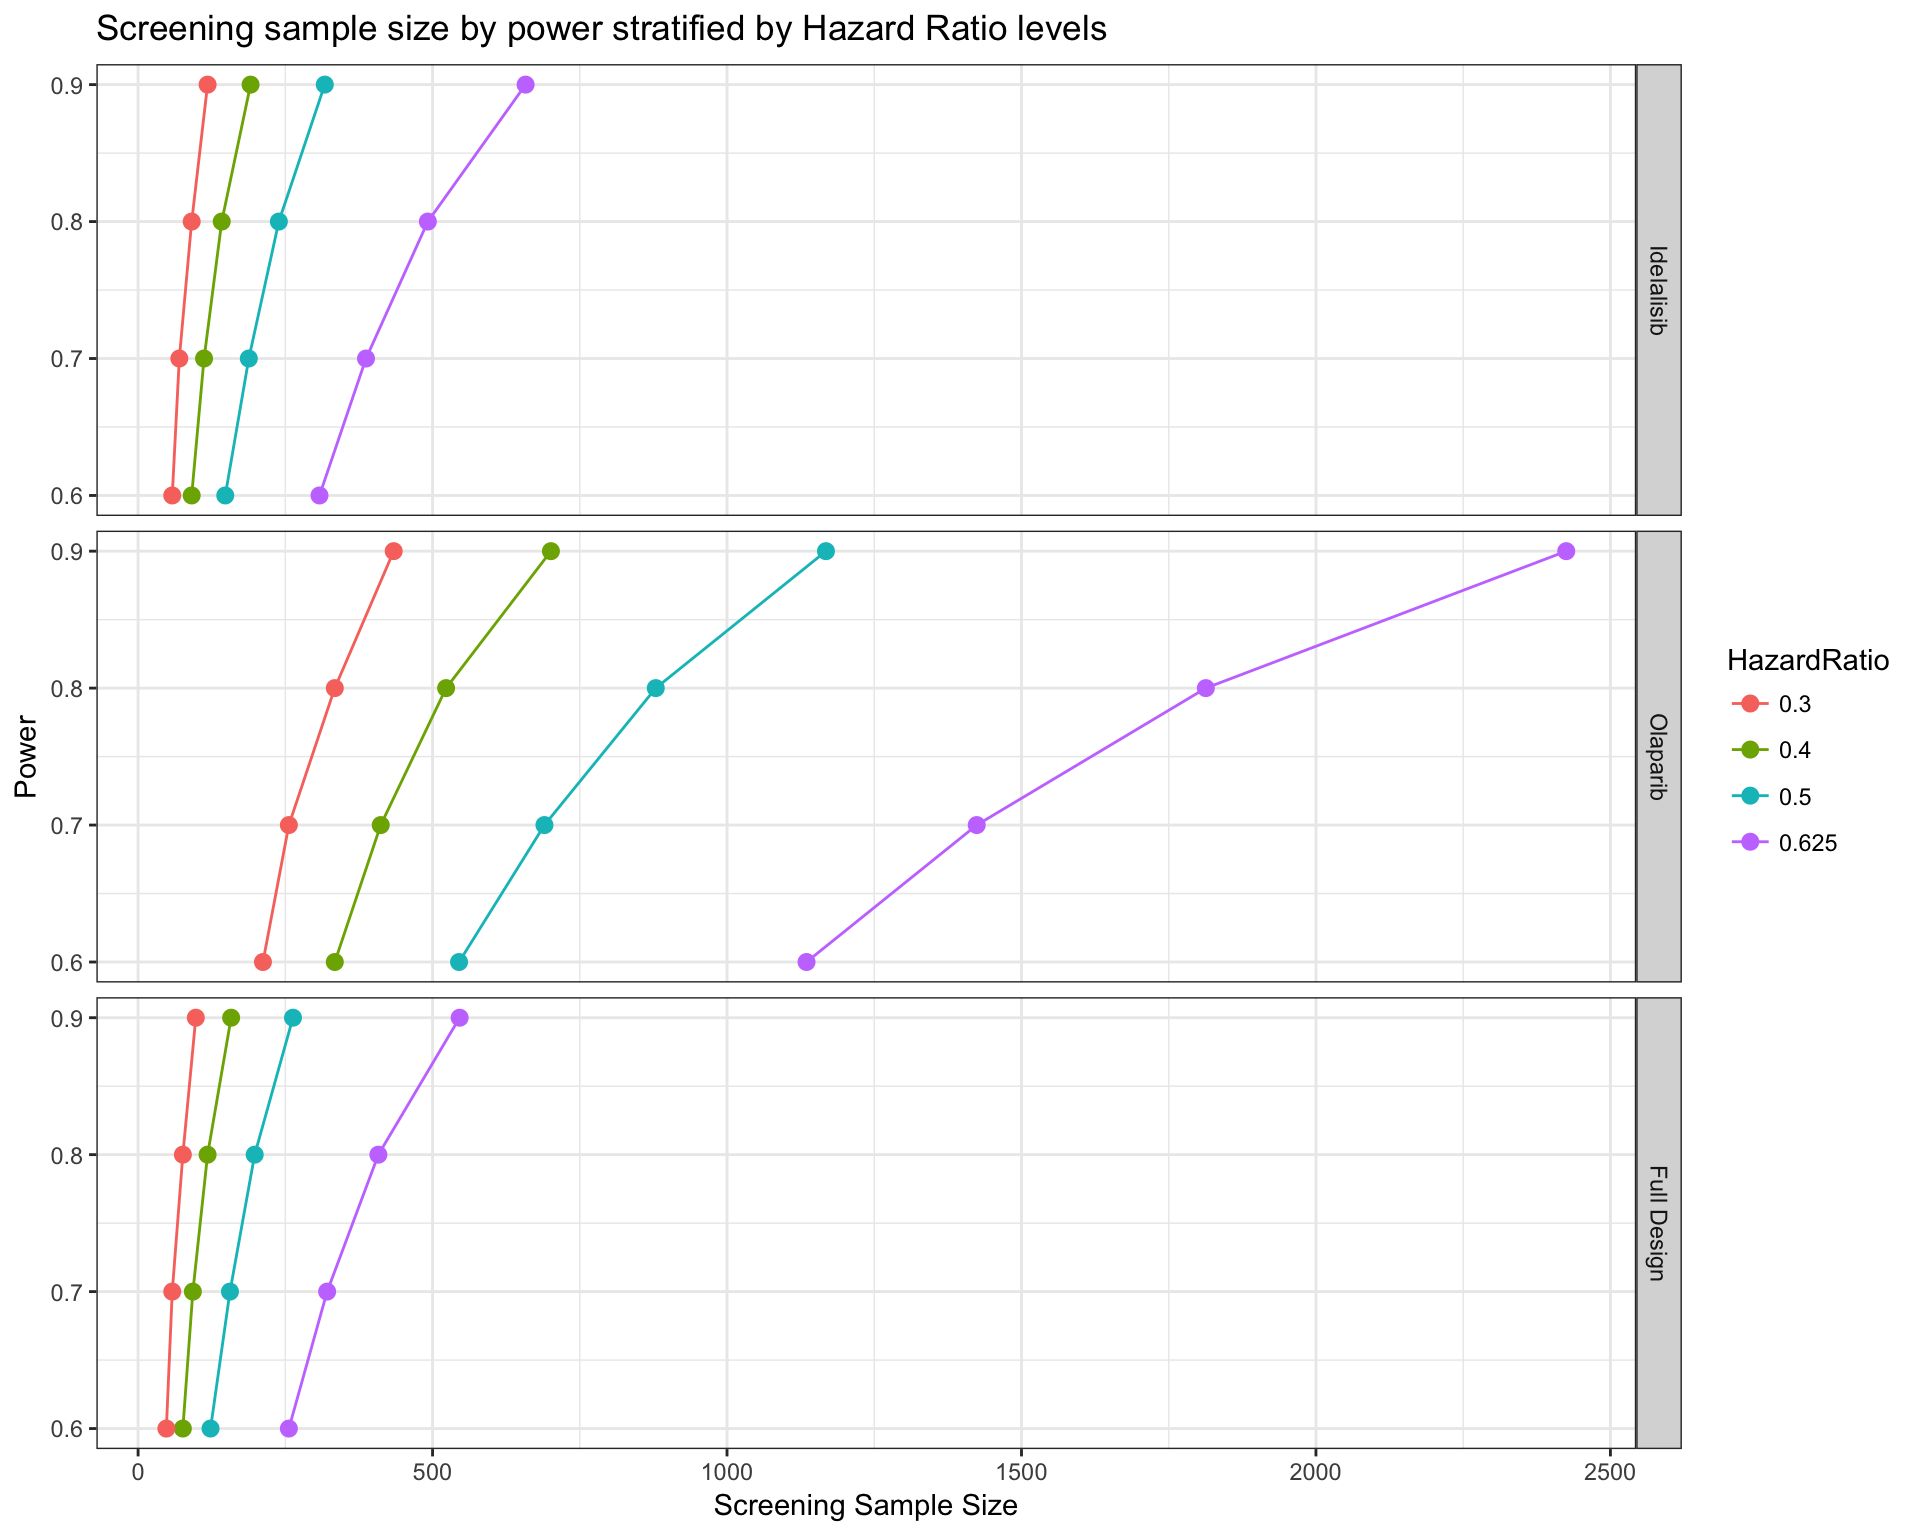 Screening sample size by power stratified by Hazard Ratio levels
Power
0.9
0.8
0.7
0.6
Idelalisib
0.9
0.8
0.7
0.6
Olaparib
0.9
0.8
0.7
0.6
Full Design
0 500 1000 1500 2000 2500
Screening Sample Size
HazardRatio
0.3
0.4
0.5
0.625